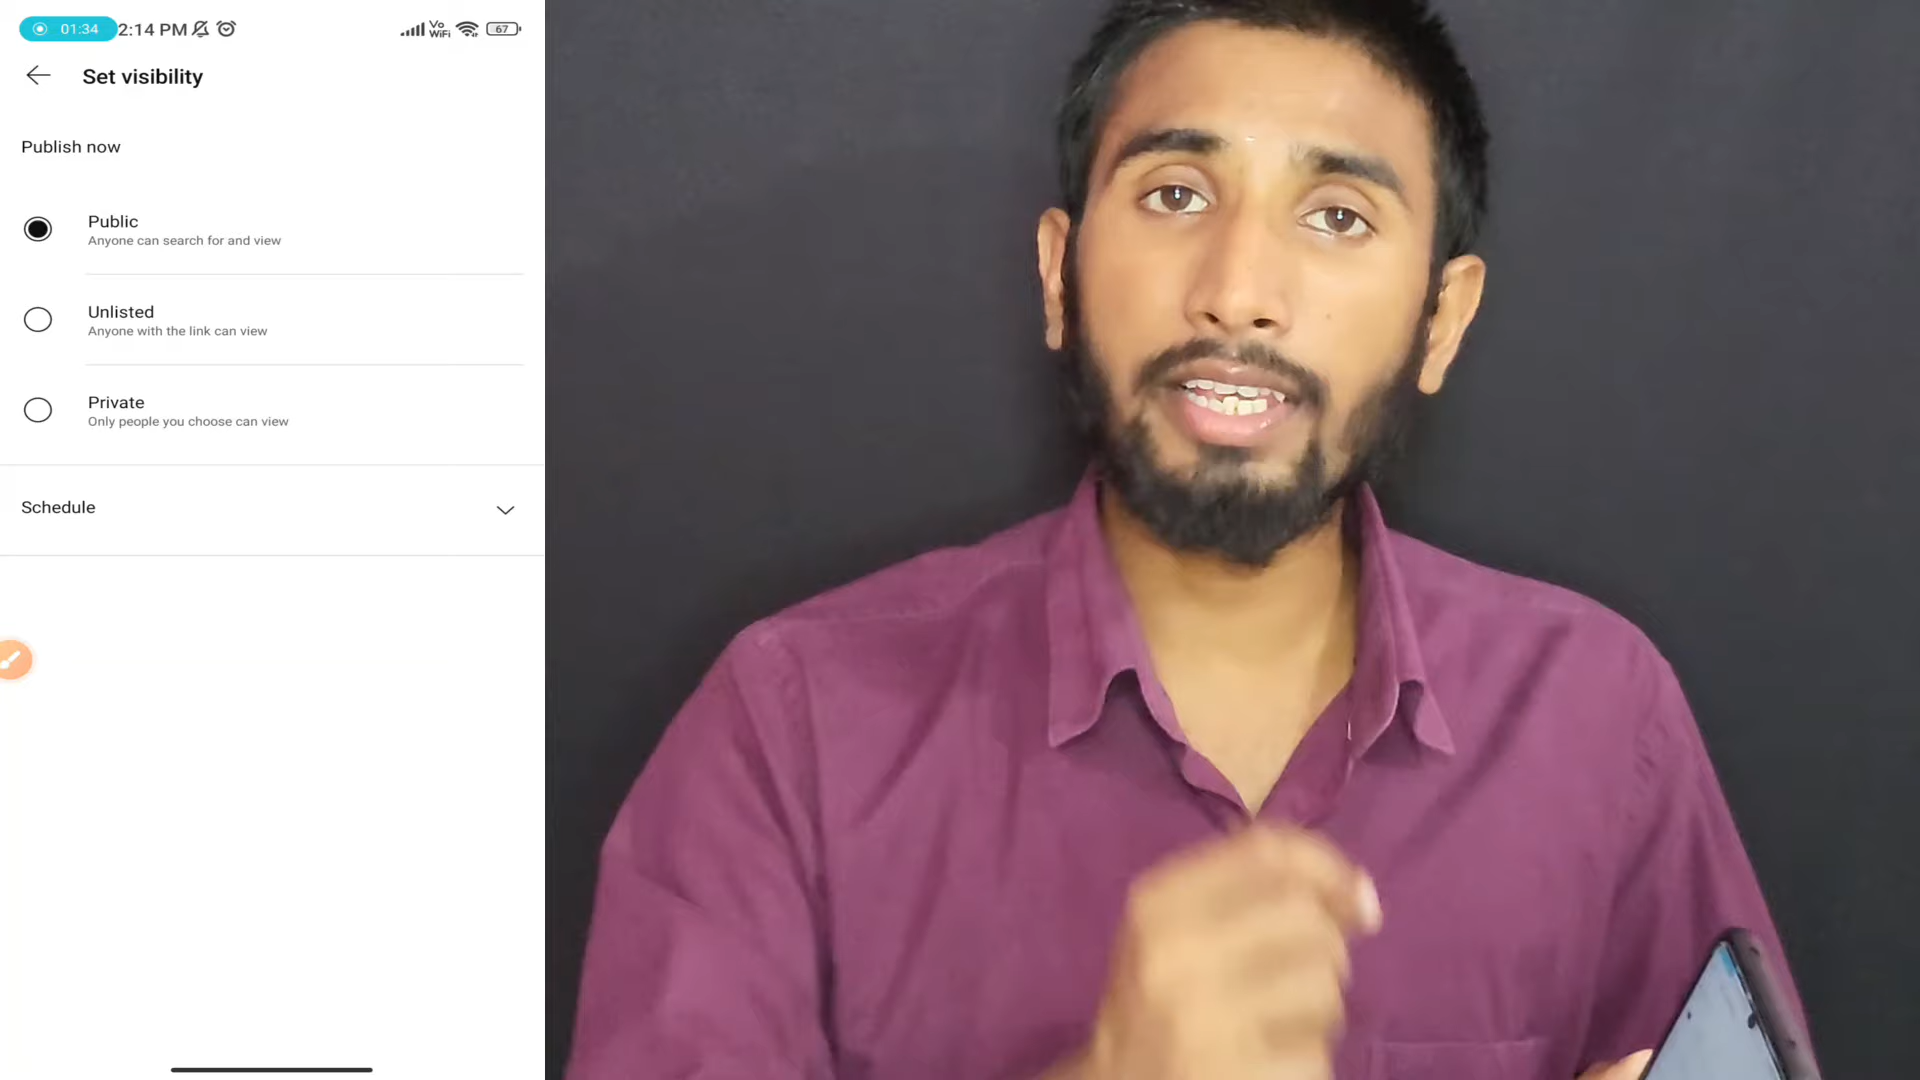 01:34 2:14 PM Vo WiFi 67
Set visibility
Publish now
Public
Anyone can search for and view
Unlisted
Anyone with the link can view
Private
Only people you choose can view
Schedule